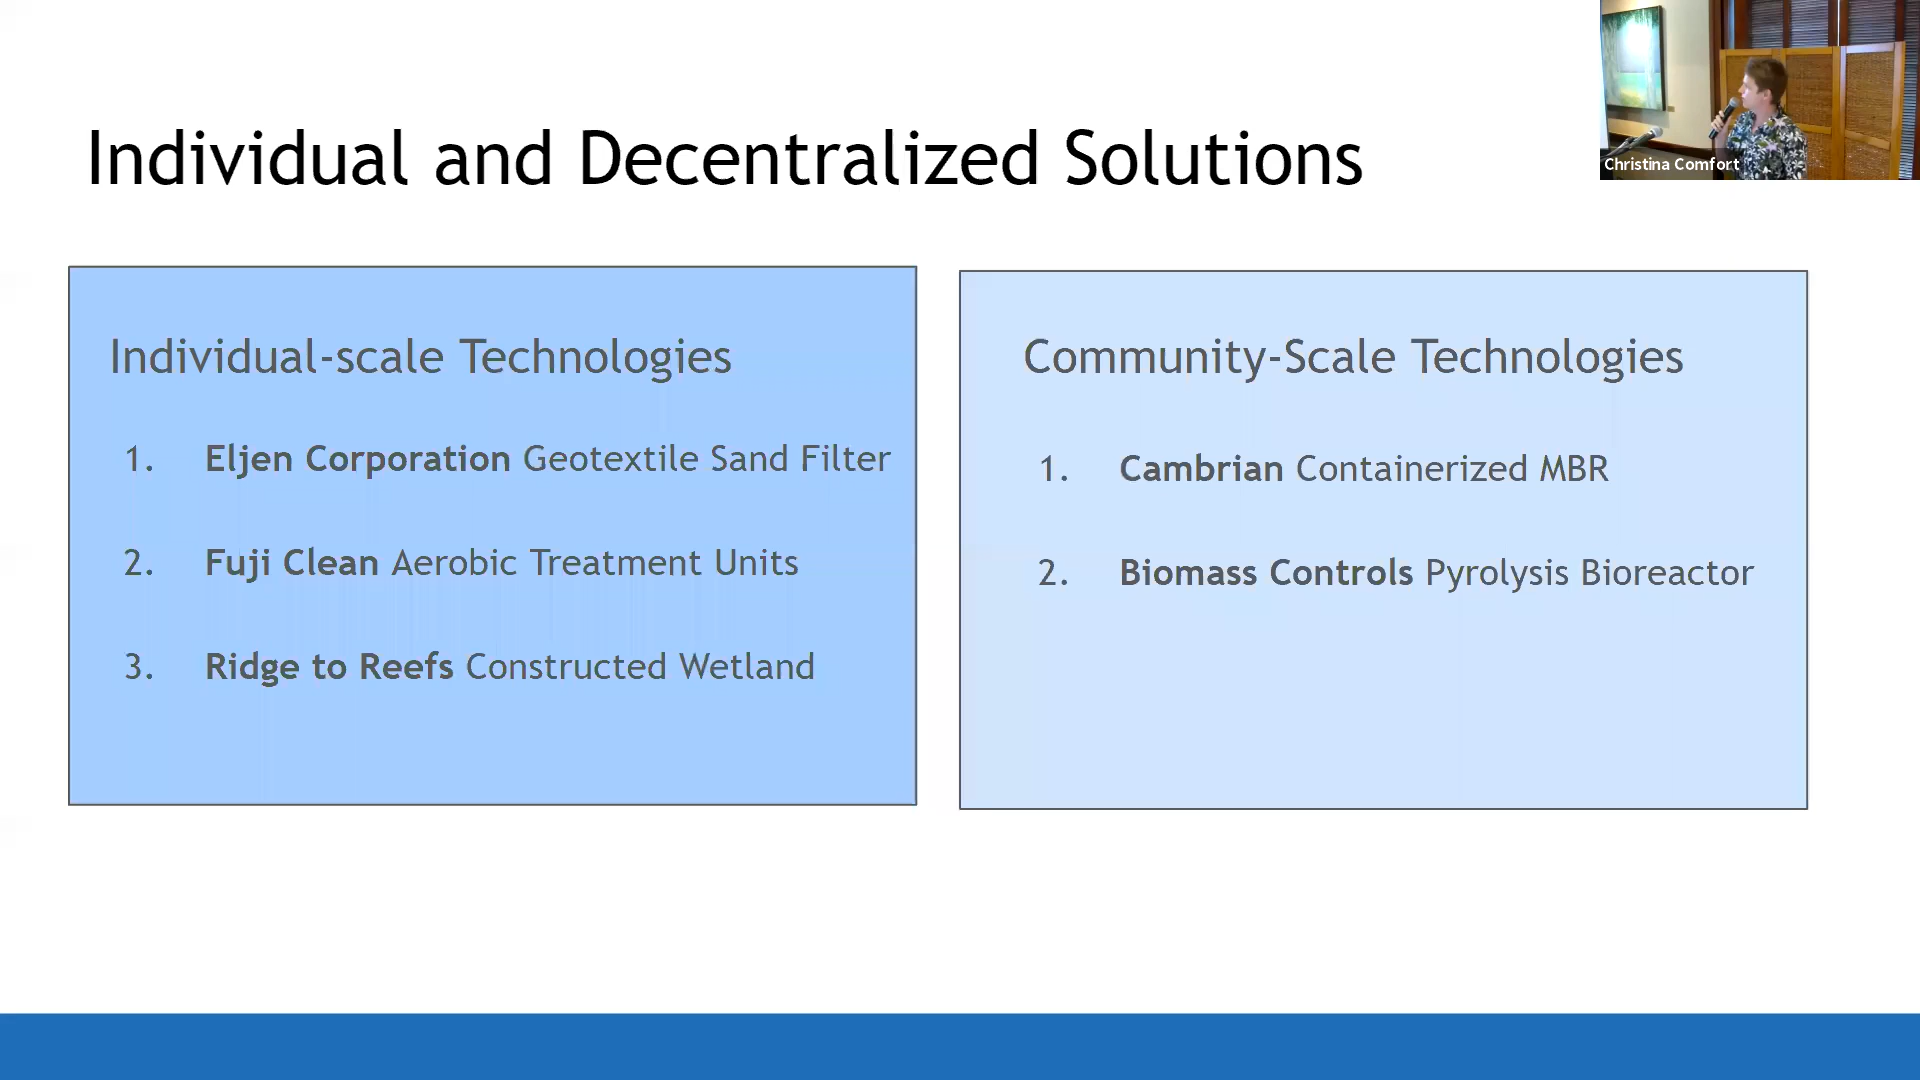 Individual and Decentralized Solutions
Christina Comfort
Individual-scale Technologies
1. Eljen Corporation Geotextile Sand Filter
2. Fuji Clean Aerobic Treatment Units
3. Ridge to Reefs Constructed Wetland
Community-Scale Technologies
1. Cambrian Containerized MBR
2. Biomass Controls Pyrolysis Bioreactor